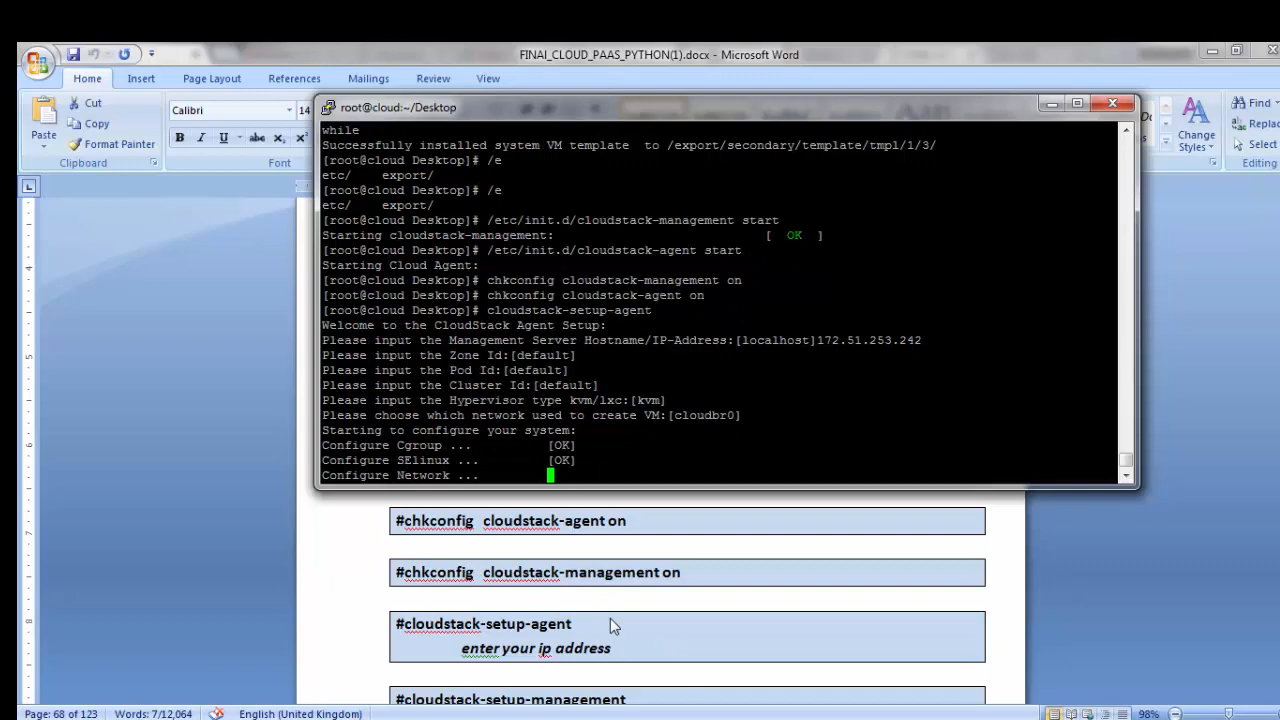 FINAL_CLOUD_PAAS_PYTHON(1).docx - Microsoft Word
Home Insert Page Layout References Mailings Review View
Cut
Copy
Format Painter
Paste
Clipboard
Calibri 14
B I U abc x
Change
Styles
Find
Replac
Editing
root@cloud:~/Desktop
while
Successfully installed system VM template  to /export/secondary/template/tmpl/1/3/
[root@cloud Desktop]# /e
etc/    export/
[root@cloud Desktop]# /e
etc/    export/
[root@cloud Desktop]# /etc/init.d/cloudstack-management start
Starting cloudstack-management:                            [  OK  ]
[root@cloud Desktop]# /etc/init.d/cloudstack-agent start
Starting Cloud Agent:
[root@cloud Desktop]# chkconfig cloudstack-management on
[root@cloud Desktop]# chkconfig cloudstack-agent on
[root@cloud Desktop]# cloudstack-setup-agent
Welcome to the CloudStack Agent Setup:
Please input the Management Server Hostname/IP-Address:[localhost]172.51.253.242
Please input the Zone Id:[default]
Please input the Pod Id:[default]
Please input the Cluster Id:[default]
Please input the Hypervisor type kvm/lxc:[kvm]
Please choose which network used to create VM:[cloudbr0]
Starting to configure your system:
Configure Cgroup ...          [OK]
Configure SElinux ...         [OK]
Configure Network ...
#chkconfig  cloudstack-agent on
#chkconfig  cloudstack-management on
#cloudstack-setup-agent
enter your ip address
#cloudstack-setup-management
Page: 68 of 123 Words: 7/12,064 English (United Kingdom) 98%